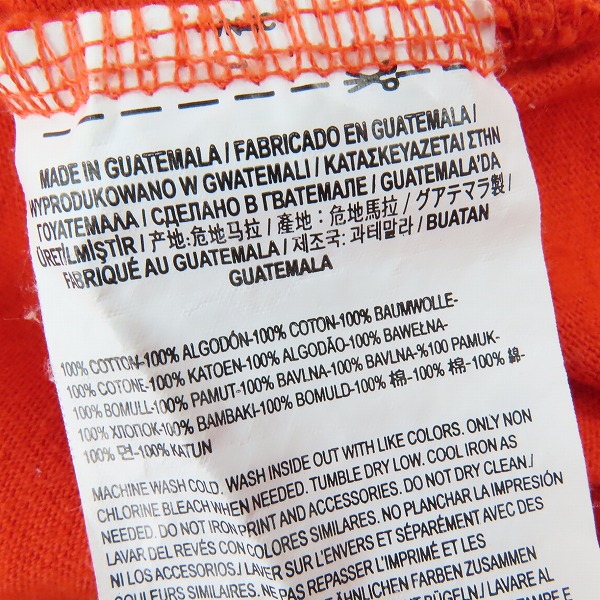 MADE IN GUATEMALA / FABRICADO EN GUATEMALA /
WYPRODUKOWANO W GWATEMALI / ΚΑΤΑΣΚΕΥΑΖΕΤΑΙ ΣΤΗΝ
ΓΟΥΑΤΕΜΑΛΑ / СДЕЛАНО В ГВАТЕМАЛЕ / GUATEMALA'DA
ÜRETİLMİŞTİR / 产地:危地马拉 / 產地:危地馬拉 / グアテマラ製 /
FABRIQUÉ AU GUATEMALA / 제조국: 과테말라 / BUATAN
GUATEMALA
100% COTTON-100% ALGODÓN-100% COTON-100% BAUMWOLLE-
100% COTONE-100% KATOEN-100% ALGODÃO-100% BAWEŁNA-
100% BOMULL-100% PAMUT-100% BAVLNA-100% BAVLNA-%100 PAMUK-
100% ХЛОПОК-100% ΒΑΜΒΑΚΙ-100% BOMULD-100% 棉-100% 棉-100% 綿-
100% 면-100% KATUN
MACHINE WASH COLD. WASH INSIDE OUT WITH LIKE COLORS. ONLY NON
CHLORINE BLEACH WHEN NEEDED. TUMBLE DRY LOW. COOL IRON AS
NEEDED. DO NOT IRON PRINT AND ACCESSORIES. DO NOT DRY CLEAN./
LAVAR DEL REVÉS CON COLORES SIMILARES. NO PLANCHAR LA IMPRESIÓN
NI LOS ACCESORIOS./ LAVER SUR L'ENVERS ET SÉPARÉMENT AVEC DES
COULEURS SIMILAIRES. NE PAS REPASSER L'IMPRIMÉ ET LES